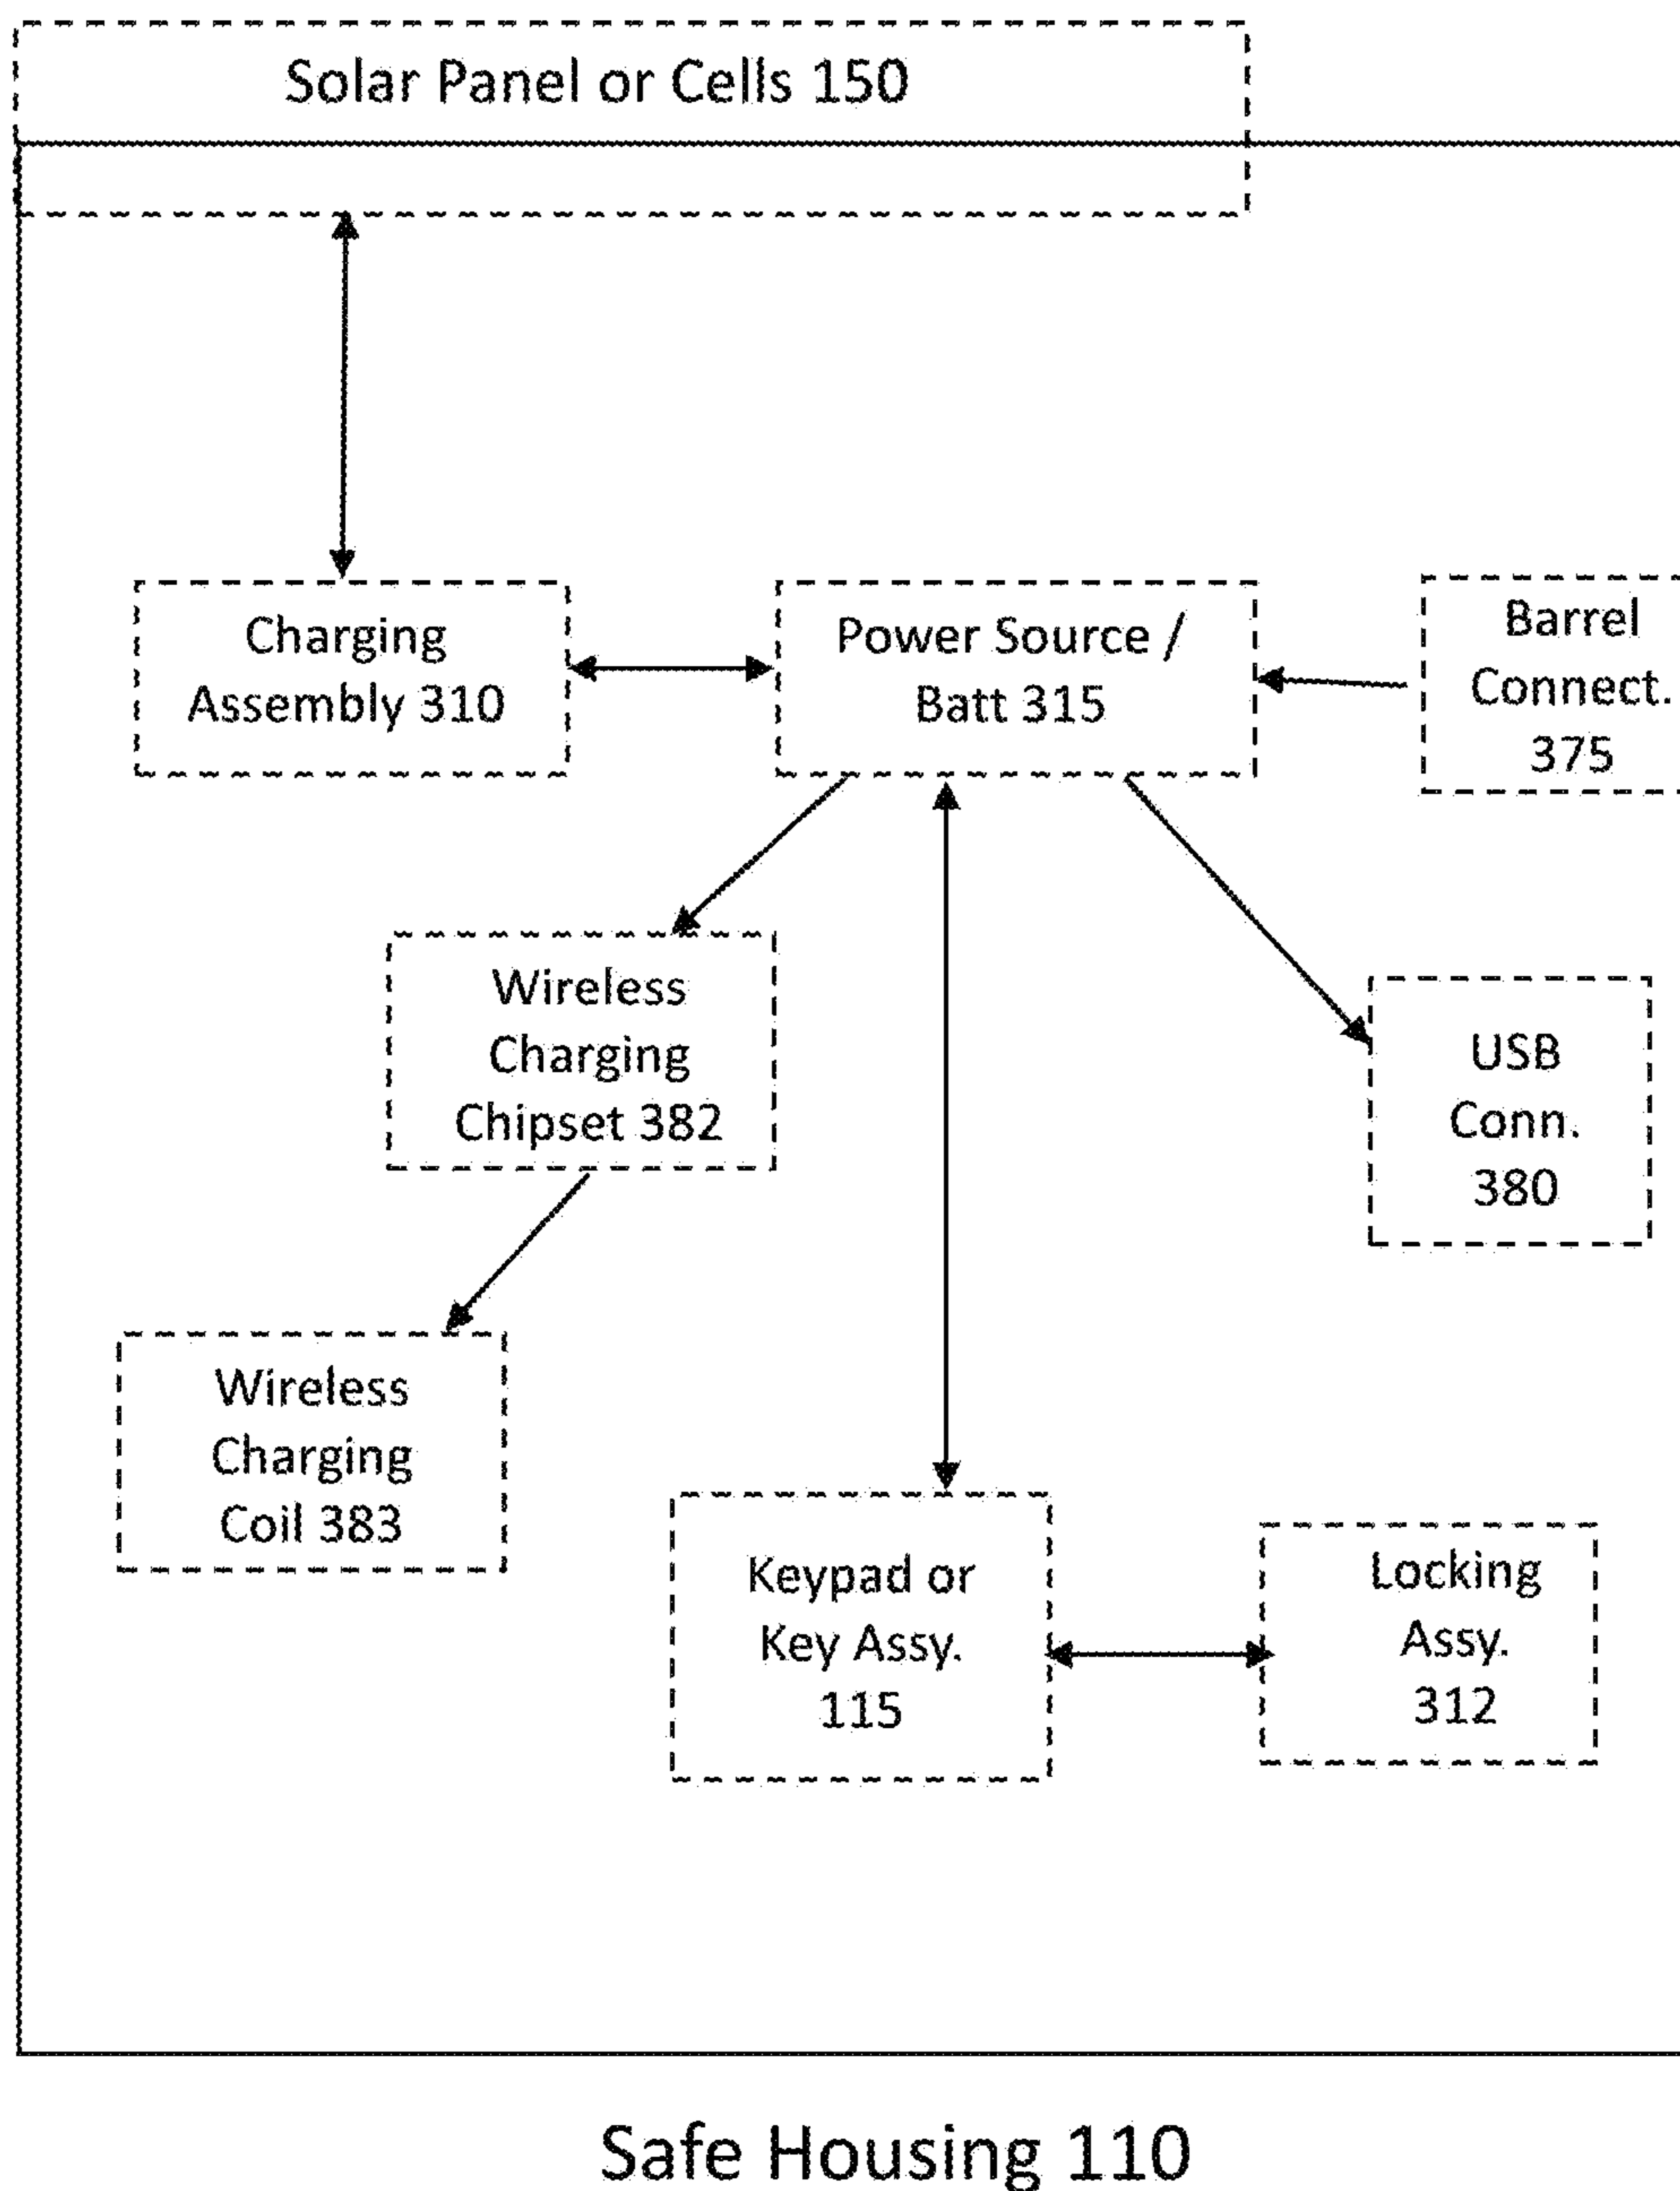 Solar Panel or Cells 150
Charging
Assembly 310
Power Source /
Batt 315
Barrel
Connect.
375
Wireless
Charging
Chipset 382
USB
Conn.
380
Wireless
Charging
Coil 383
Keypad or
Key Assy.
115
Locking
Assy.
312
Safe Housing 110